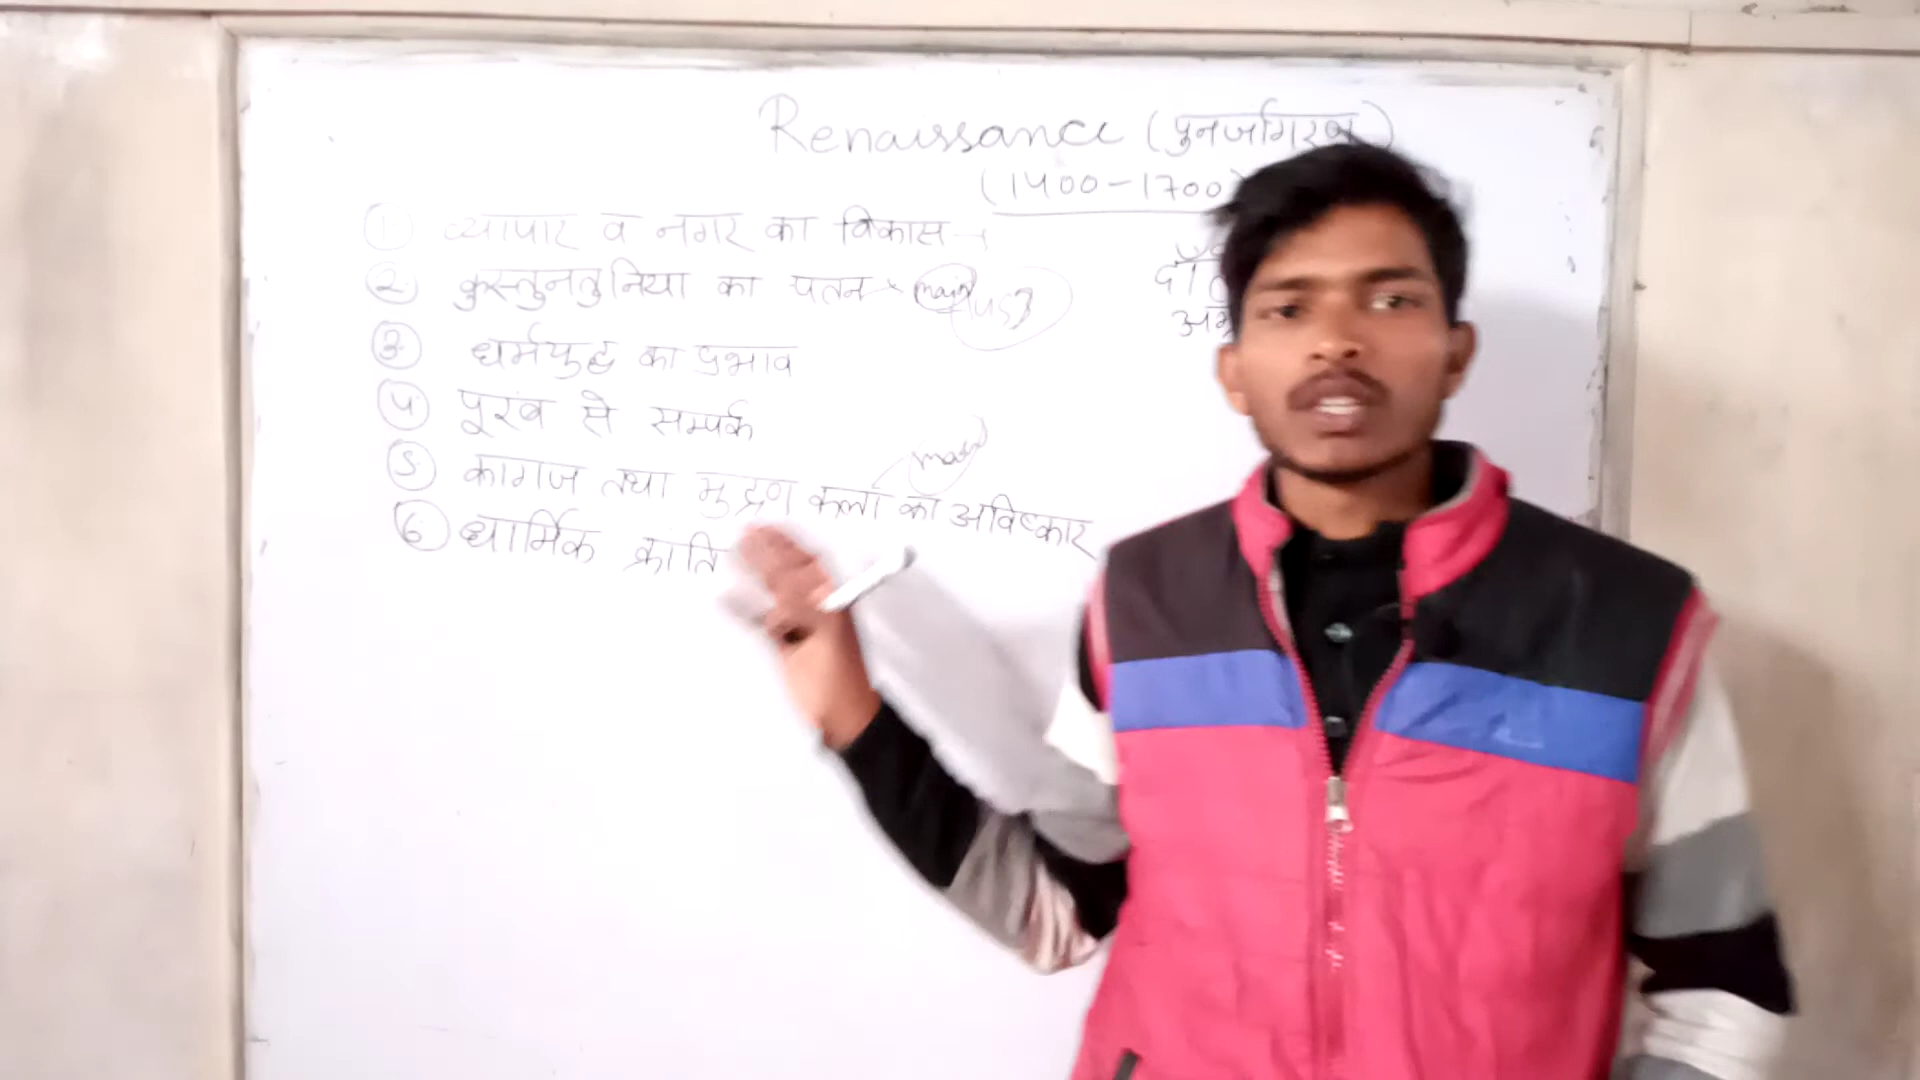 Renaissance (पुनर्जागरण)
(1400-1700)
① व्यापार व नगर का विकास →
② कुस्तुनतुनिया का पतन → main 1453
③ धर्मयुद्ध का प्रभाव
④ पूरब से सम्पर्क
main
⑤ कागज तथा मुद्रण कला का अविष्कार
⑥ धार्मिक क्रांति